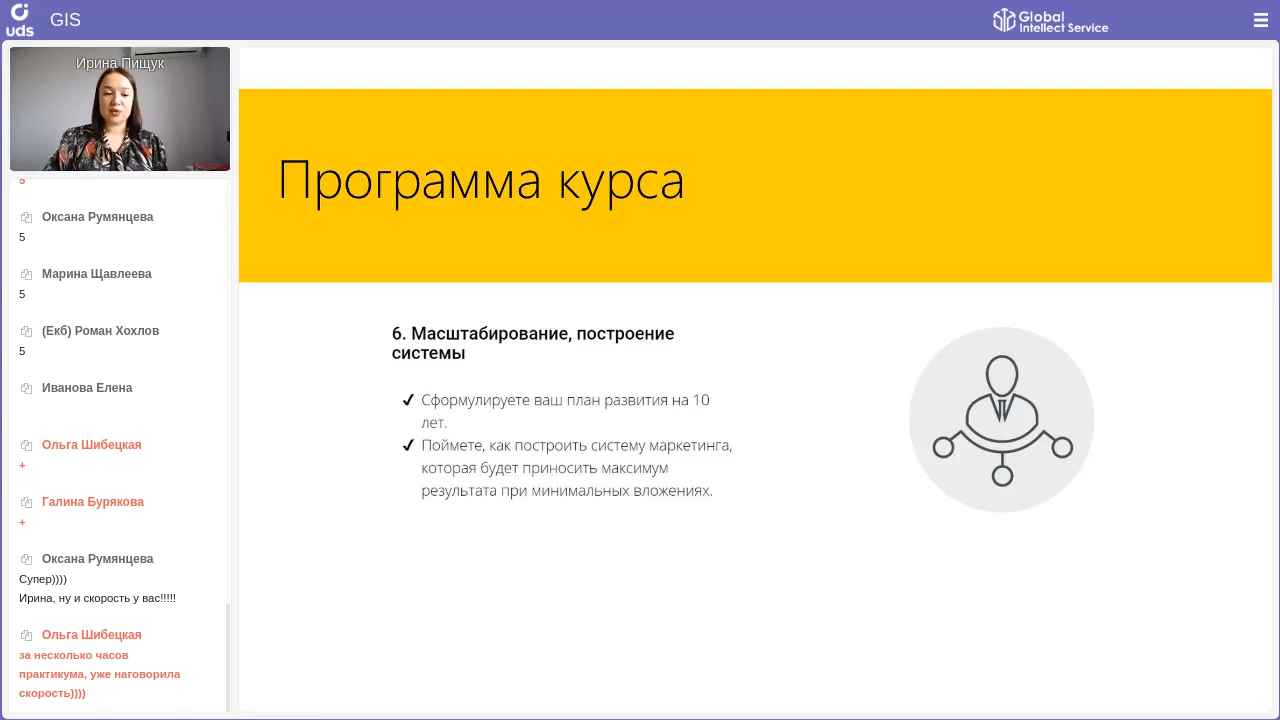 uds
GIS
Global
Intellect Service
Ирина Пищук
5
Оксана Румянцева
5
Марина Щавлеева
5
(Екб) Роман Хохлов
5
Иванова Елена
Ольга Шибецкая
+
Галина Бурякова
+
Оксана Румянцева
Супер))))
Ирина, ну и скорость у вас!!!!!
Ольга Шибецкая
за несколько часов
практикума, уже наговорила
скорость))))
Программа курса
6. Масштабирование, построение
системы
✔ Сформулируете ваш план развития на 10
лет.
✔ Поймете, как построить систему маркетинга,
которая будет приносить максимум
результата при минимальных вложениях.